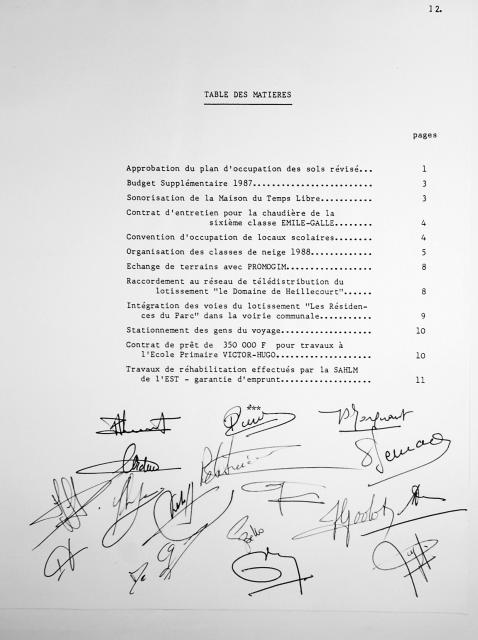 12.
TABLE DES MATIERES
pages
Approbation du plan d'occupation des sols révisé... 1
Budget Supplémentaire 1987........................ 3
Sonorisation de la Maison du Temps Libre........... 3
Contrat d'entretien pour la chaudière de la
sixième classe EMILE-GALLE........ 4
Convention d'occupation de locaux scolaires........ 4
Organisation des classes de neige 1988............. 5
Echange de terrains avec PROMOGIM.................. 8
Raccordement au réseau de télédistribution du
lotissement "le Domaine de Heillecourt"...... 8
Intégration des voies du lotissement "Les Résiden-
ces du Parc" dans la voirie communale........... 9
Stationnement des gens du voyage................... 10
Contrat de prêt de 350 000 F pour travaux à
l'Ecole Primaire VICTOR-HUGO.................... 10
Travaux de réhabilitation effectués par la SAHLM
de l'EST - garantie d'emprunt................... 11
***